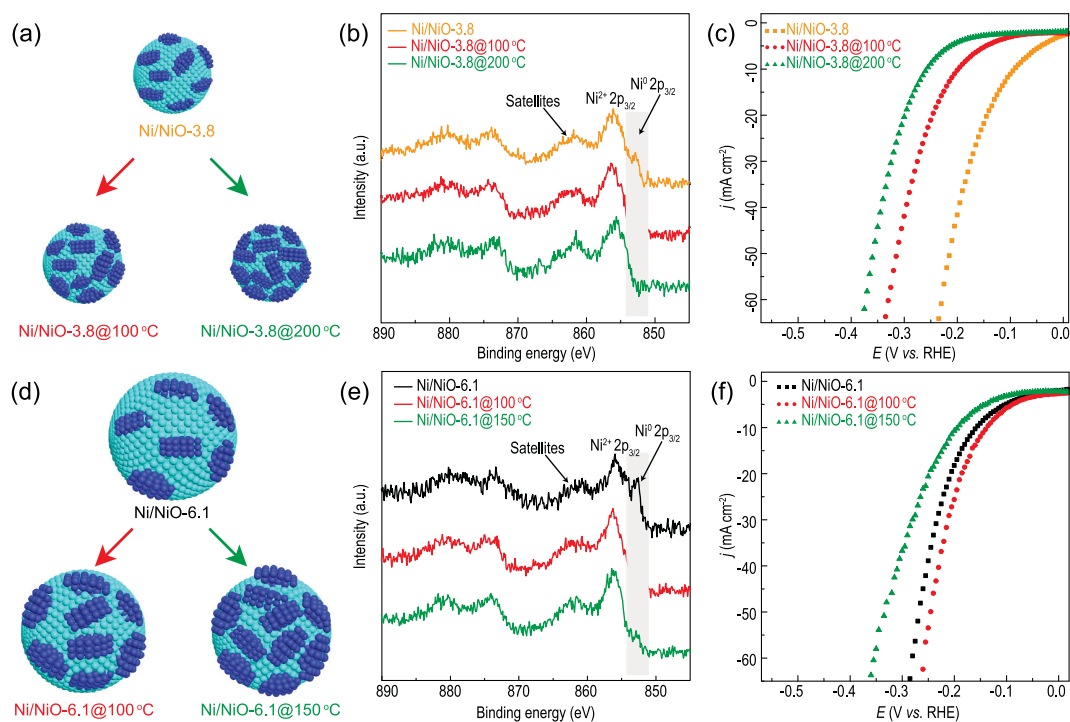 (a)
Ni/NiO-3.8
Ni/NiO-3.8@100 °C
Ni/NiO-3.8@200 °C
(b)
Ni/NiO-3.8
Ni/NiO-3.8@100 °C
Ni/NiO-3.8@200 °C
Ni⁰ 2p3/2
Ni²⁺ 2p3/2
Satellites
Intensity (a.u.)
890 880 870 860 850
Binding energy (eV)
(c)
Ni/NiO-3.8
Ni/NiO-3.8@100 °C
Ni/NiO-3.8@200 °C
0
-10
-20
-30
-40
-50
-60
j (mA cm⁻²)
-0.5 -0.4 -0.3 -0.2 -0.1 0.0
E (V vs. RHE)
(d)
Ni/NiO-6.1
Ni/NiO-6.1@100 °C
Ni/NiO-6.1@150 °C
(e)
Ni/NiO-6.1
Ni/NiO-6.1@100 °C
Ni/NiO-6.1@150 °C
Ni²⁺ 2p3/2
Ni⁰ 2p3/2
Satellites
Intensity (a.u.)
890 880 870 860 850
Binding energy (eV)
(f)
Ni/NiO-6.1
Ni/NiO-6.1@100 °C
Ni/NiO-6.1@150 °C
0
-10
-20
-30
-40
-50
-60
j (mA cm⁻²)
-0.5 -0.4 -0.3 -0.2 -0.1 0.0
E (V vs. RHE)